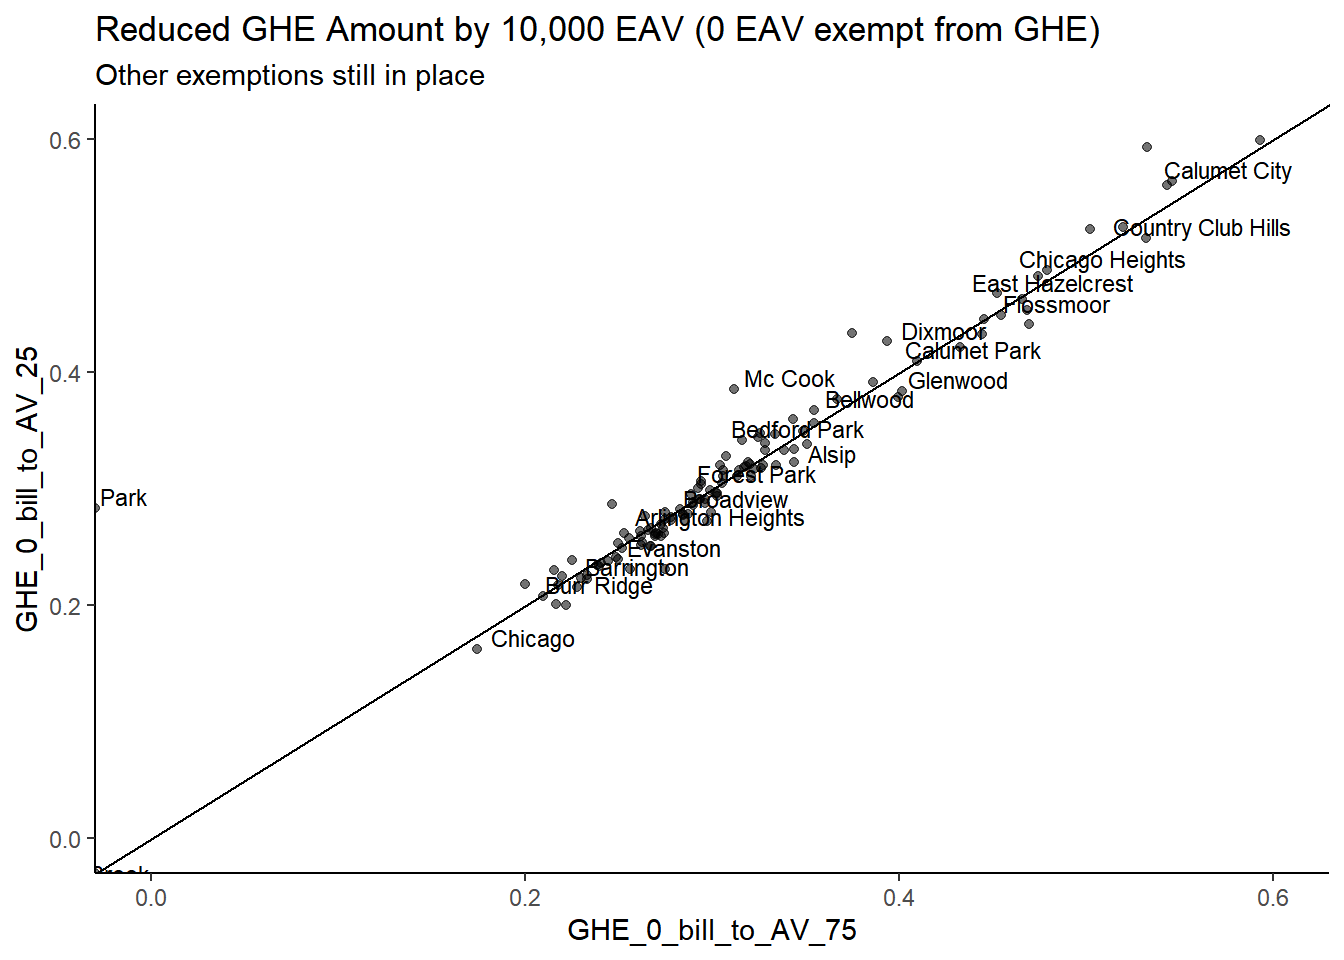 Reduced GHE Amount by 10,000 EAV (0 EAV exempt from GHE)
Other exemptions still in place
0.6
Calumet City
Country Club Hills
Chicago Heights
East Hazelcrest
Flossmoor
Dixmoor
Calumet Park
GHE_0_bill_to_AV_25
0.4
Mc Cook
Glenwood
Bellwood
Bedford Park
Alsip
Forest Park
Park
Broadview
Arlington Heights
Evanston
Barrington
Burr Ridge
0.2
Chicago
0.0
0.0 0.2 0.4 0.6
GHE_0_bill_to_AV_75